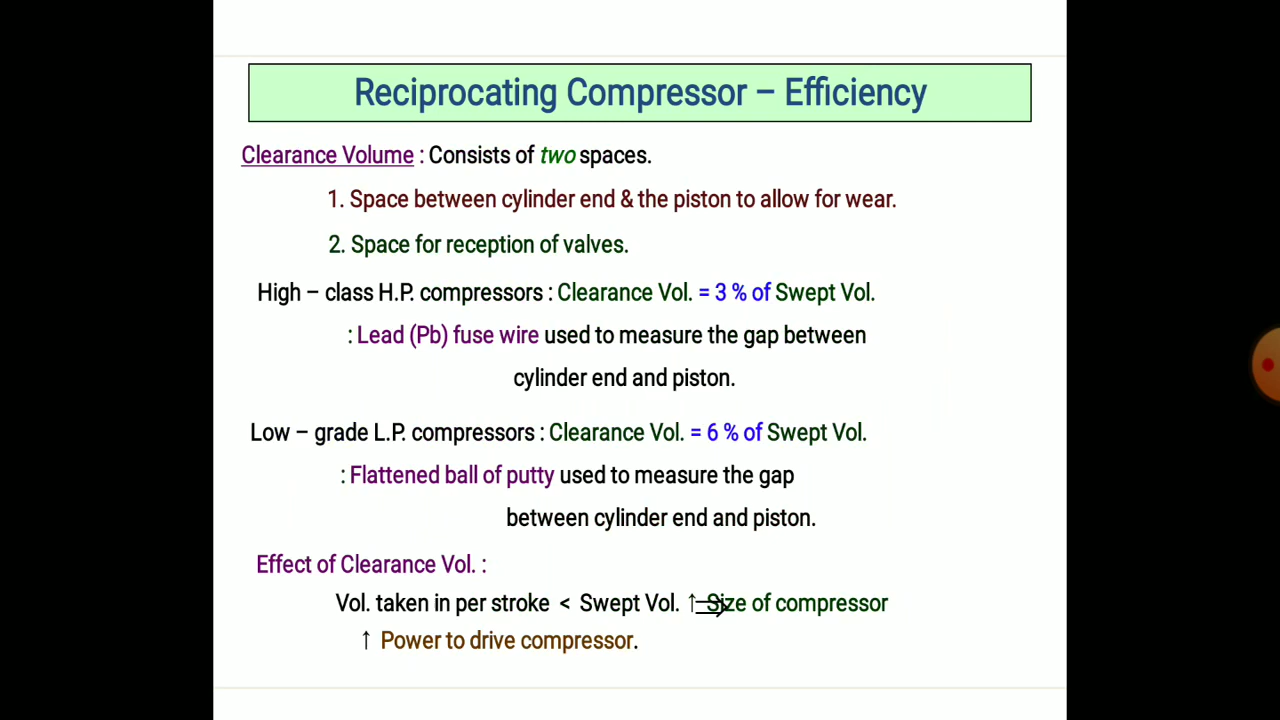 Reciprocating Compressor – Efficiency
Clearance Volume : Consists of two spaces.
1. Space between cylinder end & the piston to allow for wear.
2. Space for reception of valves.
High – class H.P. compressors : Clearance Vol. = 3 % of Swept Vol.
: Lead (Pb) fuse wire used to measure the gap between
cylinder end and piston.
Low – grade L.P. compressors : Clearance Vol. = 6 % of Swept Vol.
: Flattened ball of putty used to measure the gap
between cylinder end and piston.
Effect of Clearance Vol. :
Vol. taken in per stroke < Swept Vol. ↑ ⇒ Size of compressor
↑ Power to drive compressor.